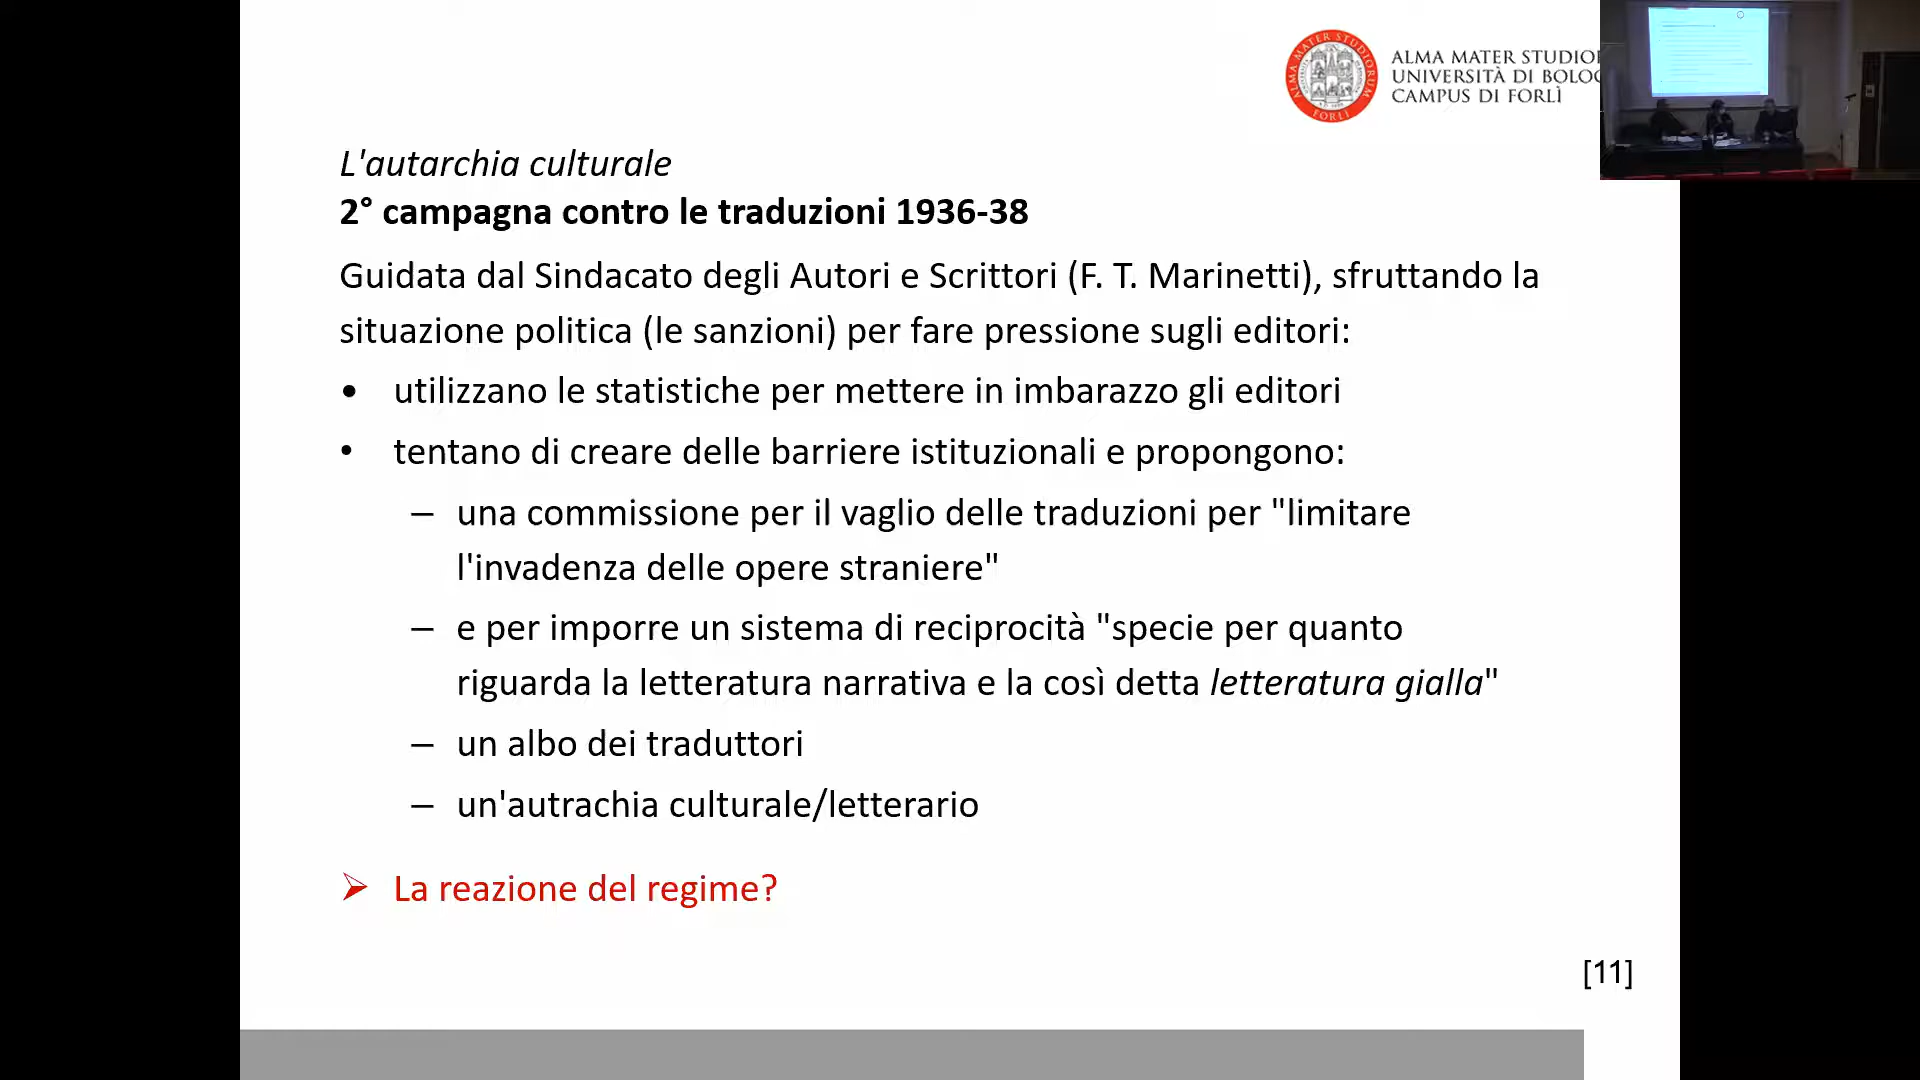 ALMA MATER STUDIO
UNIVERSITÀ DI BOLOG
CAMPUS DI FORLÌ
ALMA MATER STUDIORUM
FORLÌ
L'autarchia culturale
2° campagna contro le traduzioni 1936-38
Guidata dal Sindacato degli Autori e Scrittori (F. T. Marinetti), sfruttando la
situazione politica (le sanzioni) per fare pressione sugli editori:
• utilizzano le statistiche per mettere in imbarazzo gli editori
• tentano di creare delle barriere istituzionali e propongono:
– una commissione per il vaglio delle traduzioni per "limitare
l'invadenza delle opere straniere"
– e per imporre un sistema di reciprocità "specie per quanto
riguarda la letteratura narrativa e la così detta letteratura gialla"
– un albo dei traduttori
– un'autrachia culturale/letterario
➢ La reazione del regime?
[11]